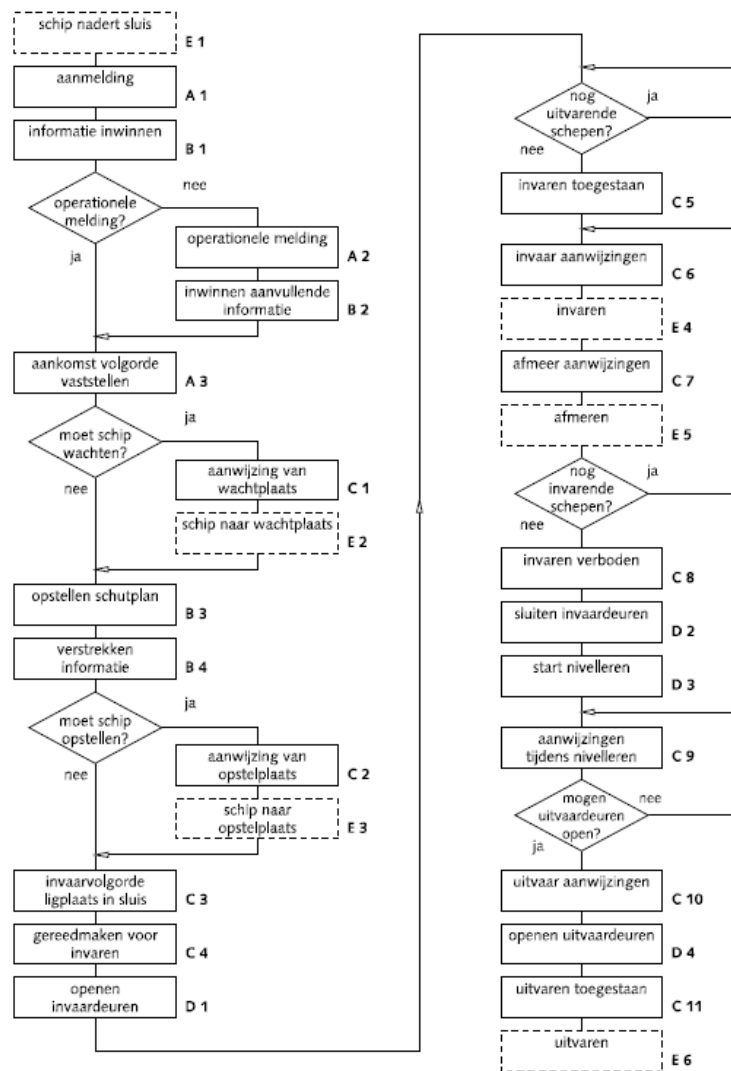 schip nadert sluis
E 1
aanmelding
A 1
informatie inwinnen
B 1
nee
operationele
melding?
ja
operationele melding
A 2
inwinnen aanvullende
informatie
B 2
aankomst volgorde
vaststellen
A 3
ja
moet schip
wachten?
nee
aanwijzing van
wachtplaats
C 1
schip naar wachtplaats
E 2
opstellen schutplan
B 3
verstrekken
informatie
B 4
ja
moet schip
opstellen?
nee
aanwijzing van
opstelplaats
C 2
schip naar
opstelplaats
E 3
invaarvolgorde
ligplaats in sluis
C 3
gereedmaken voor
invaren
C 4
openen
invaardeuren
D 1
nog
uitvarende
schepen?
ja
nee
invaren toegestaan
C 5
invaar aanwijzingen
C 6
invaren
E 4
afmeer aanwijzingen
C 7
afmeren
E 5
nog
invarende
schepen?
ja
nee
invaren verboden
C 8
sluiten invaardeuren
D 2
start nivelleren
D 3
aanwijzingen
tijdens nivelleren
C 9
mogen
uitvaardeuren
open?
nee
ja
uitvaar aanwijzingen
C 10
openen uitvaardeuren
D 4
uitvaren toegestaan
C 11
uitvaren
E 6